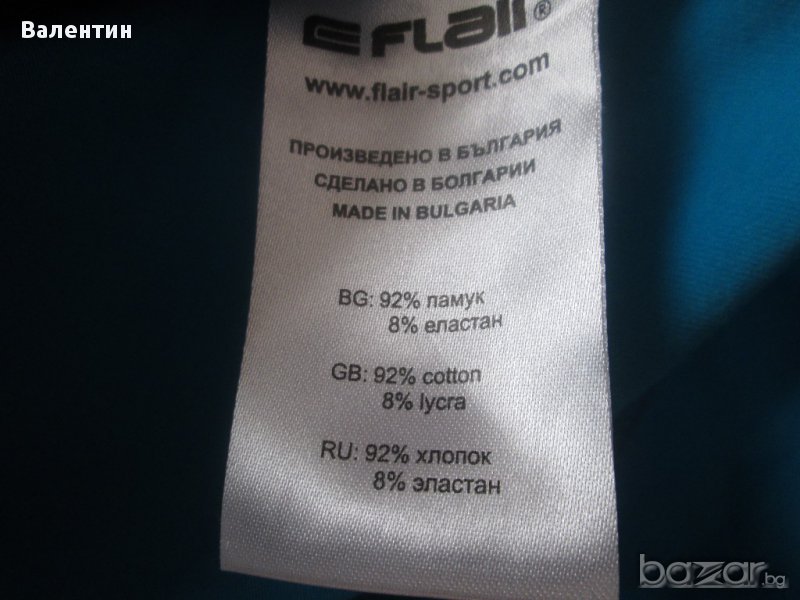 Валентин
FLaiI®
www.flair-sport.com
ПРОИЗВЕДЕНО В БЪЛГАРИЯ
СДЕЛАНО В БОЛГАРИИ
MADE IN BULGARIA
BG: 92% памук
8% еластан
GB: 92% cotton
8% lycra
RU: 92% хлопок
8% эластан
bazar.bg